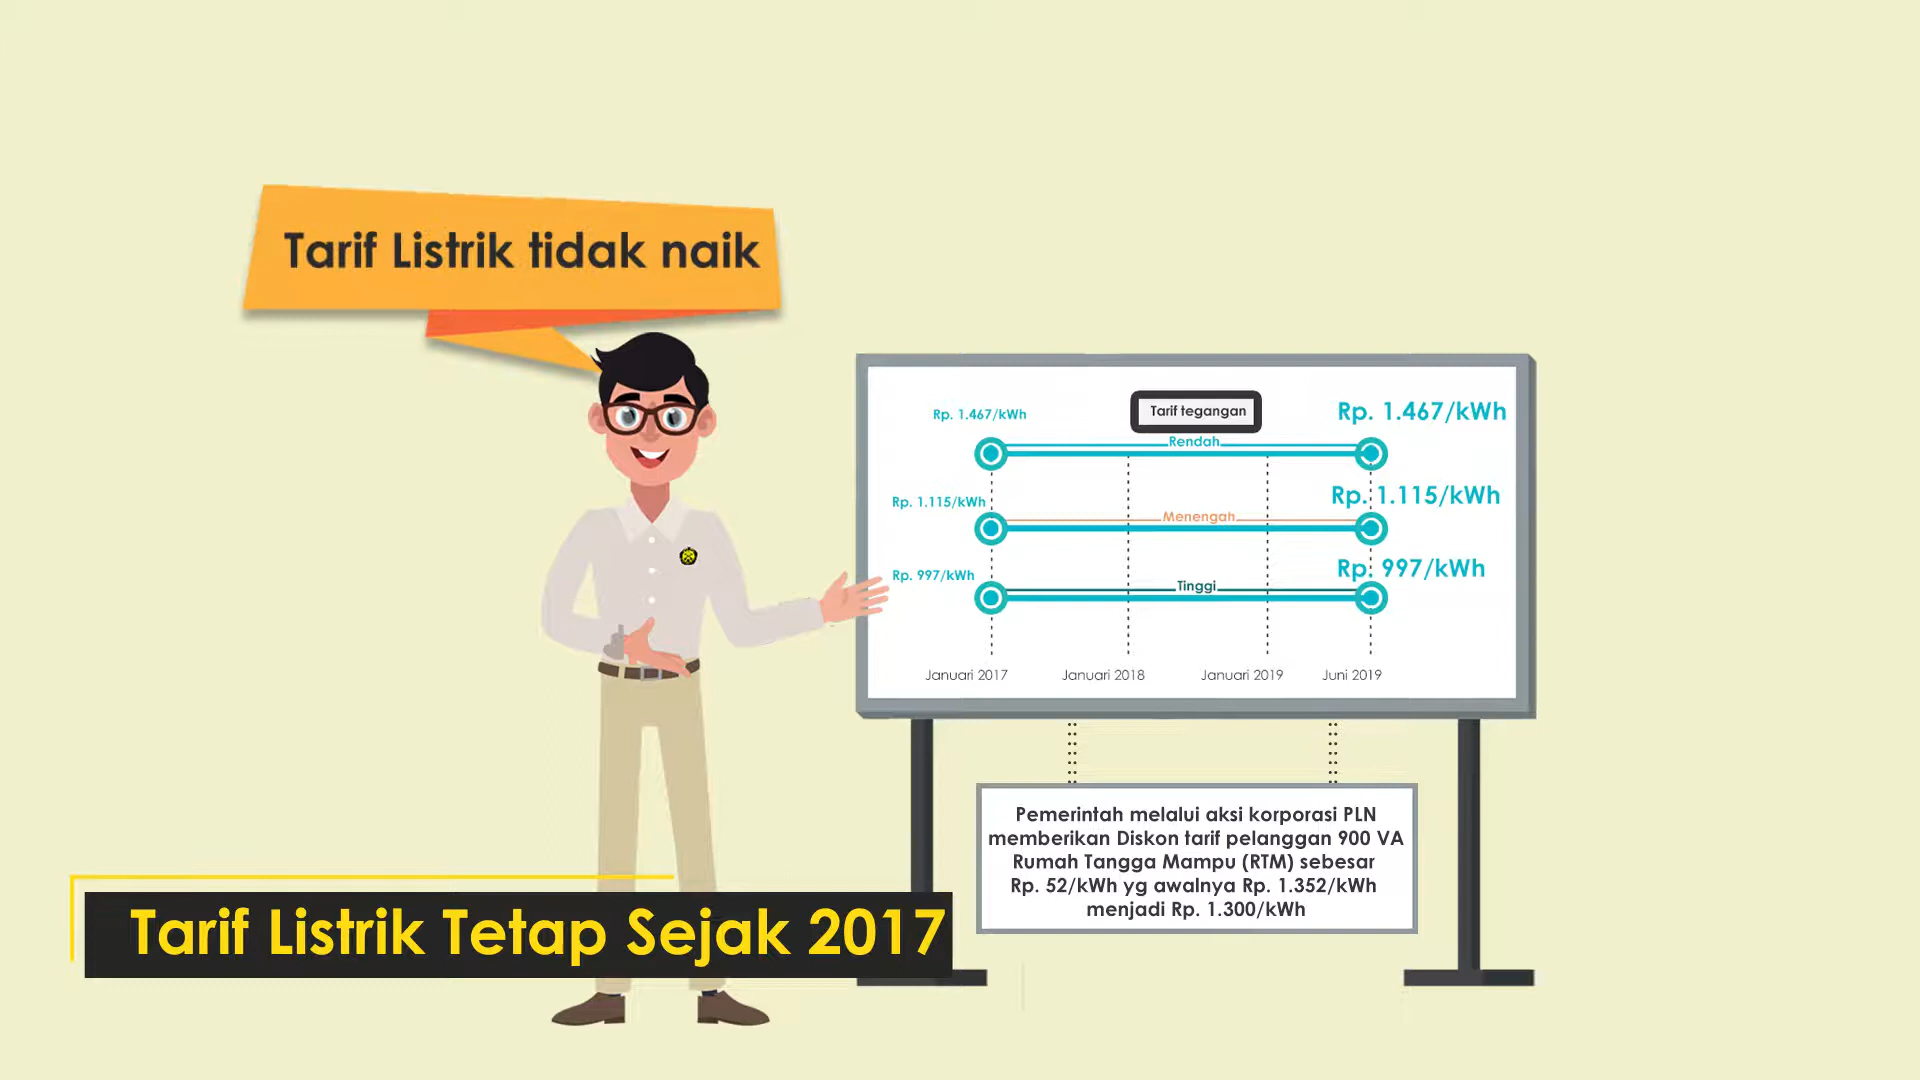 Tarif Listrik tidak naik
Tarif tegangan
Rp. 1.467/kWh
Rp. 1.467/kWh
Rendah
Rp. 1.115/kWh
Rp. 1.115/kWh
Menengah
Rp. 997/kWh
Rp. 997/kWh
Tinggi
Januari 2017
Januari 2018
Januari 2019
Juni 2019
Pemerintah melalui aksi korporasi PLN
memberikan Diskon tarif pelanggan 900 VA
Rumah Tangga Mampu (RTM) sebesar
Rp. 52/kWh yg awalnya Rp. 1.352/kWh
menjadi Rp. 1.300/kWh
Tarif Listrik Tetap Sejak 2017